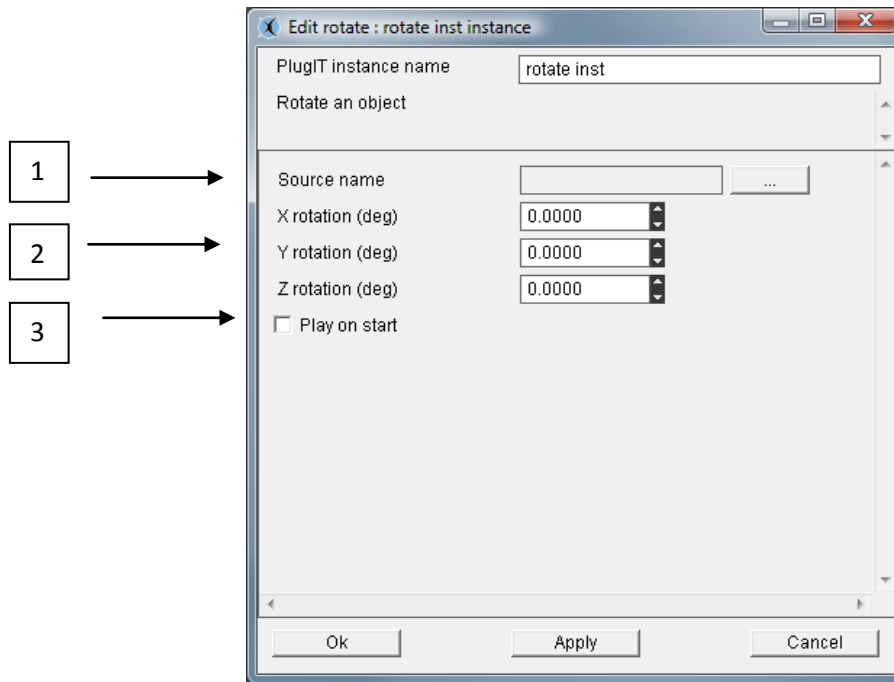 Edit rotate : rotate inst instance
PlugIT instance name rotate inst
Rotate an object
1
Source name ...
X rotation (deg) 0.0000
2
Y rotation (deg) 0.0000
Z rotation (deg) 0.0000
3
Play on start
Ok Apply Cancel